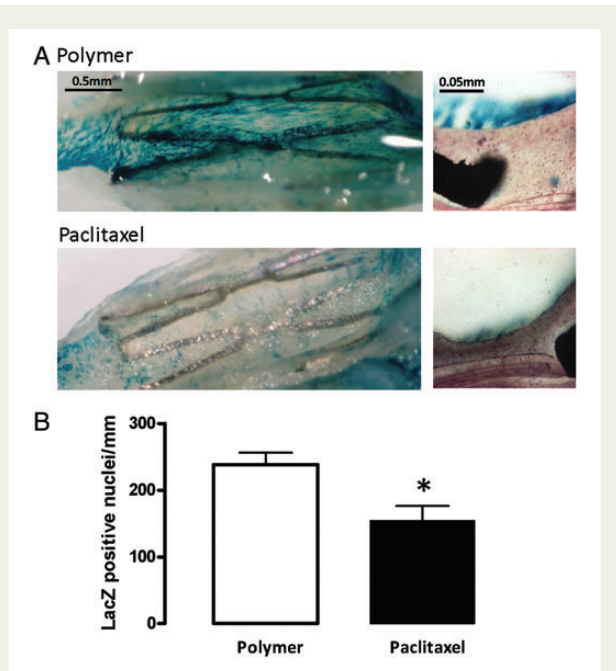 A Polymer
0.5mm
0.05mm
Paclitaxel
B
LacZ positive nuclei/mm
300
200
100
0
*
Polymer
Paclitaxel